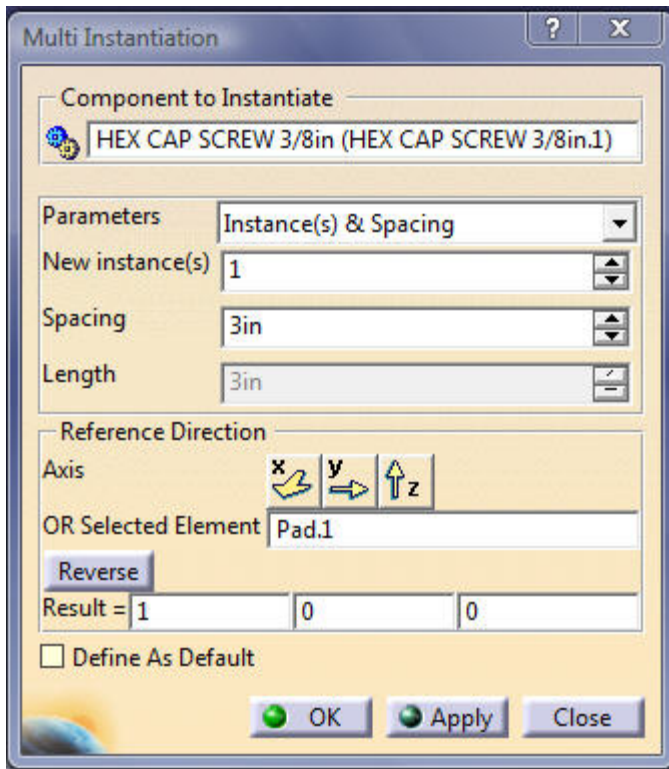 Multi Instantiation
Component to Instantiate
HEX CAP SCREW 3/8in (HEX CAP SCREW 3/8in.1)
Parameters Instance(s) & Spacing
New instance(s) 1
Spacing 3in
Length 3in
Reference Direction
Axis x y z
OR Selected Element Pad.1
Reverse
Result = 1 0 0
Define As Default
OK Apply Close